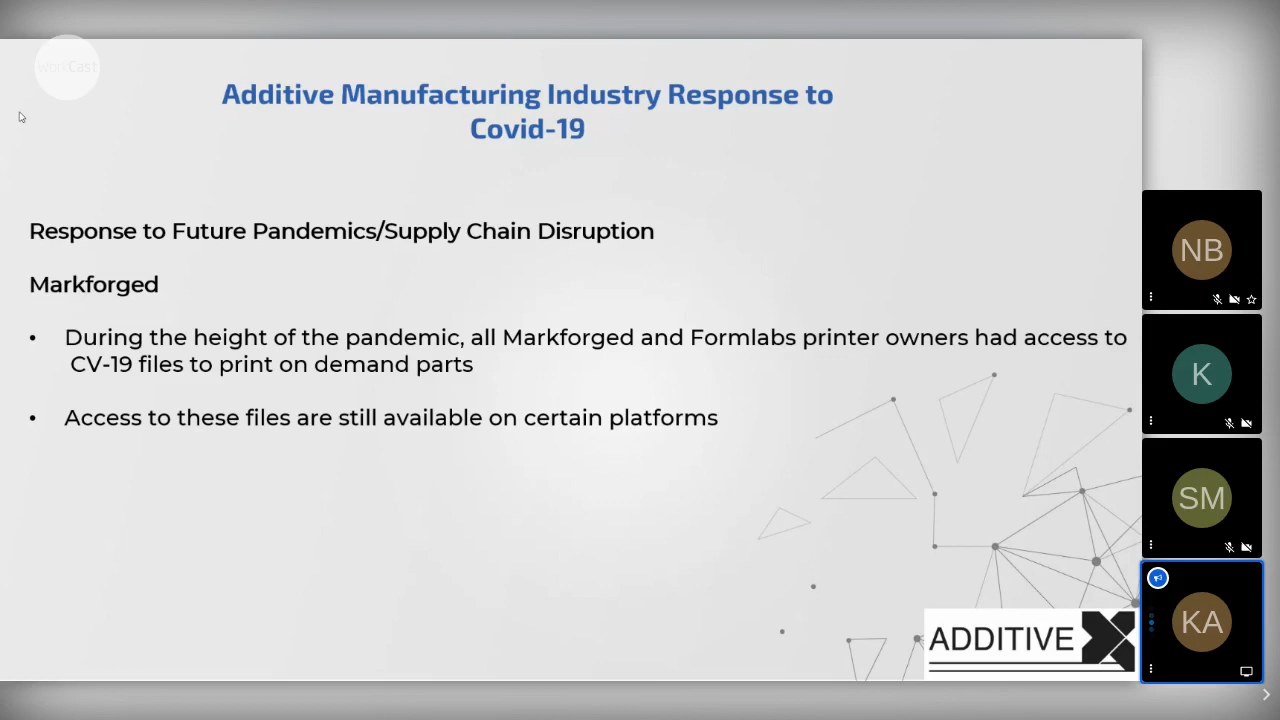 workCast
Additive Manufacturing Industry Response to
Covid-19
Response to Future Pandemics/Supply Chain Disruption
Markforged
• During the height of the pandemic, all Markforged and Formlabs printer owners had access to
CV-19 files to print on demand parts
• Access to these files are still available on certain platforms
ADDITIVE X
NB
K
SM
KA